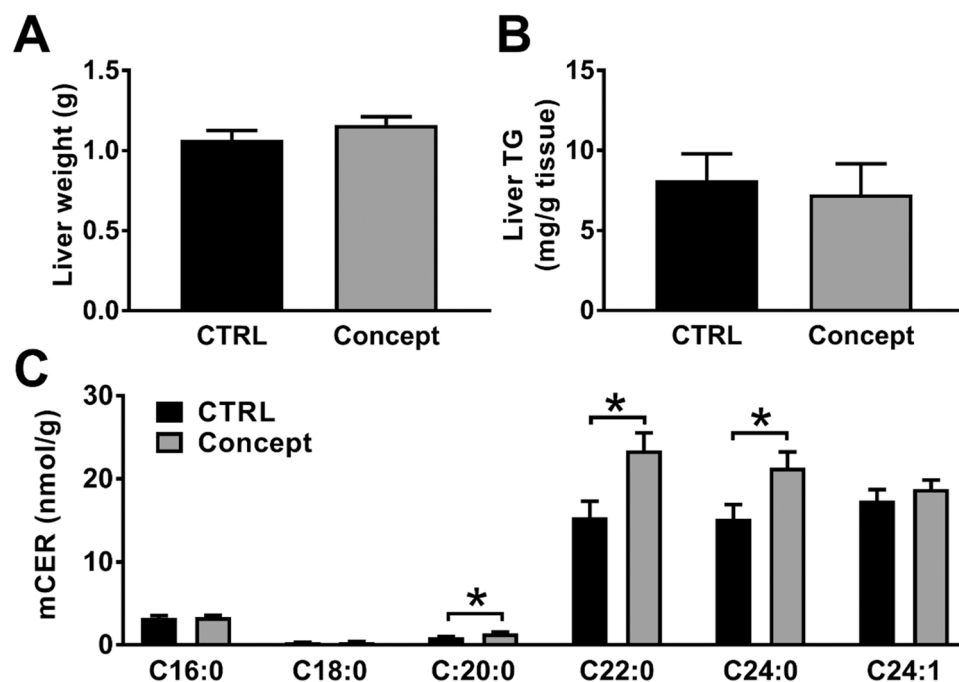 A
Liver weight (g)
1.5
1.0
0.5
0.0
CTRL Concept
B
Liver TG
(mg/g tissue)
15
10
5
0
CTRL Concept
C
mCER (nmol/g)
30
20
10
0
CTRL
Concept
*
*
*
C16:0 C18:0 C:20:0 C22:0 C24:0 C24:1